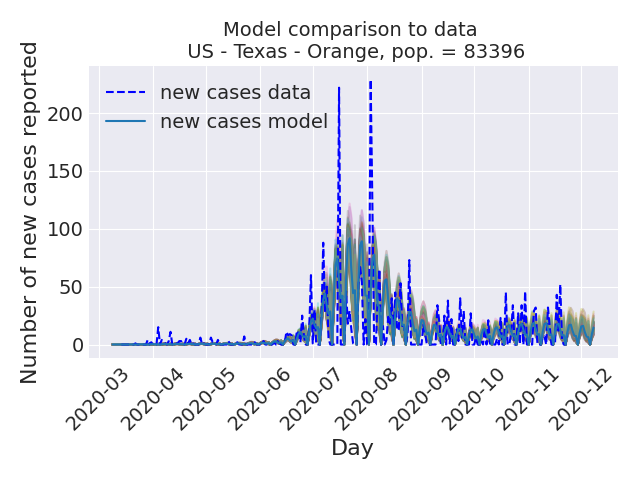 Model comparison to data
US - Texas - Orange, pop. = 83396
Number of new cases reported
200
150
100
50
0
new cases data
new cases model
2020-03
2020-04
2020-05
2020-06
2020-07
2020-08
2020-09
2020-10
2020-11
2020-12
Day